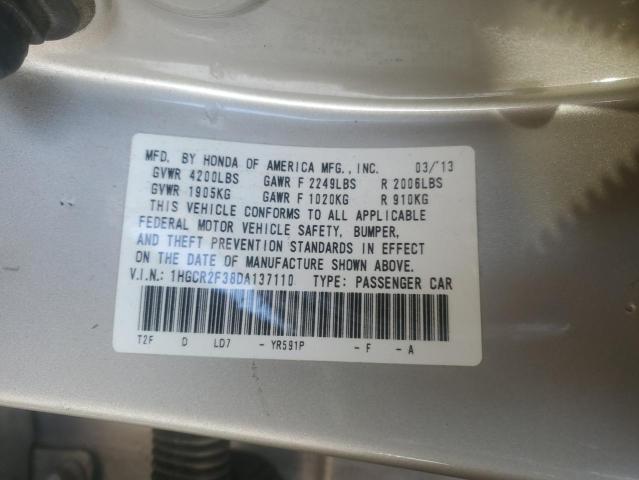 MFD. BY HONDA OF AMERICA MFG., INC. 03/'13
GVWR 4200LBS GAWR F 2249LBS R 2006LBS
GVWR 1905KG GAWR F 1020KG R 910KG
THIS VEHICLE CONFORMS TO ALL APPLICABLE
FEDERAL MOTOR VEHICLE SAFETY, BUMPER,
AND THEFT PREVENTION STANDARDS IN EFFECT
ON THE DATE OF MANUFACTURE SHOWN ABOVE.
V.I.N.: 1HGCR2F38DA137110 TYPE: PASSENGER CAR
T2F D LD7 - YR591P - F - A